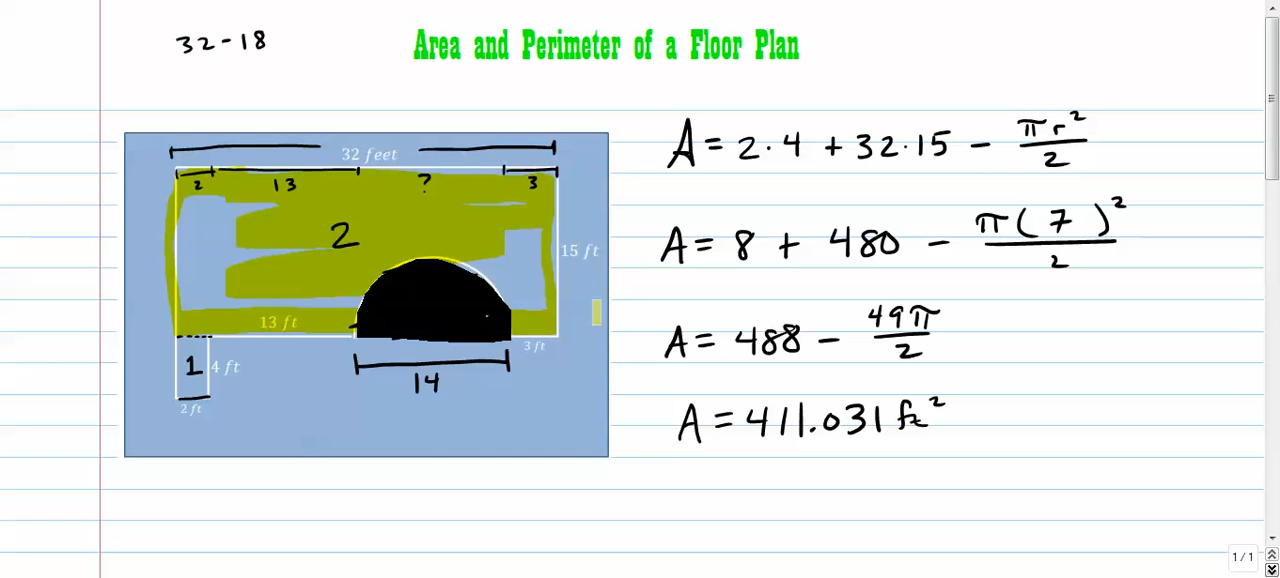 32-18
Area and Perimeter of a Floor Plan
32 feet
2 13 ? 3
2
15 ft
13 ft
3 ft
1
4 ft
14
2 ft
A = 2·4 + 32·15 - πr²/2
A = 8 + 480 - π(7)²/2
A = 488 - 49π/2
A = 411.031 ft²
1/1